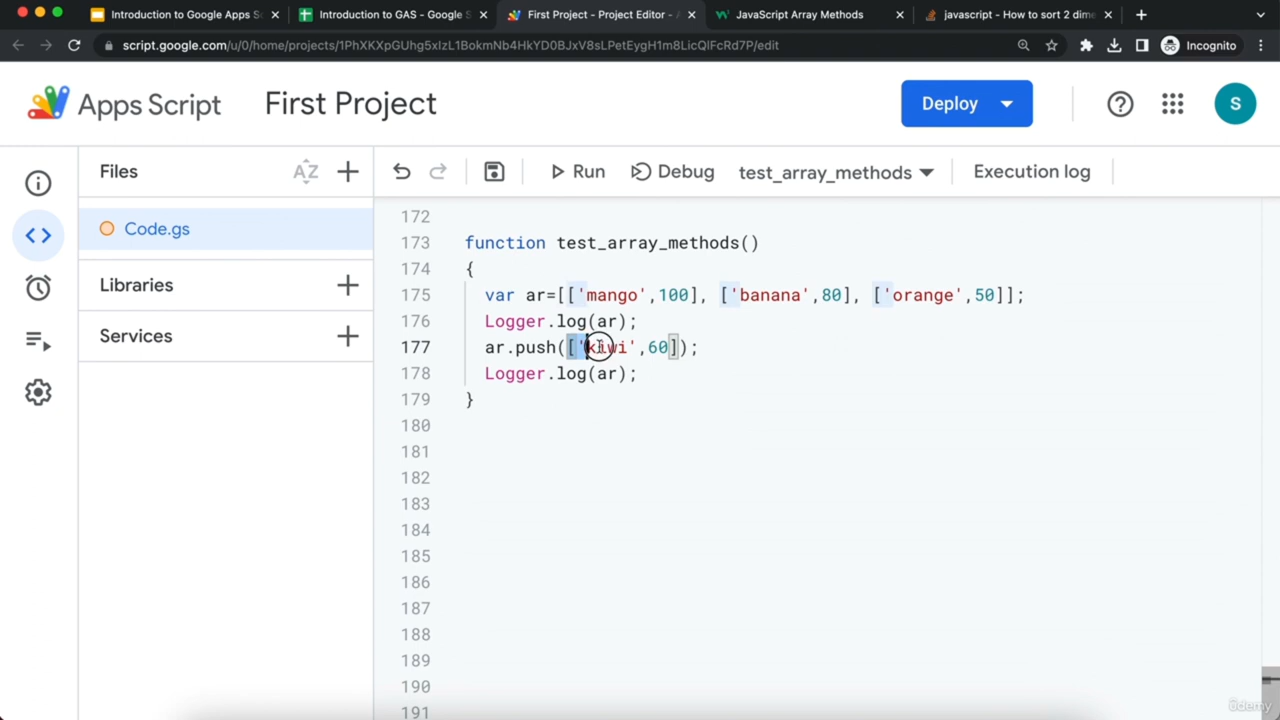 Introduction to Google Apps Sc
Introduction to GAS - Google S
First Project - Project Editor - A
JavaScript Array Methods
javascript - How to sort 2 dime
script.google.com/u/0/home/projects/1PhXKXpGUhg5xIzL1BokmNb4HkYD0BJxV8sLPetEygH1m8LicQlFcRd7P/edit
Incognito
Apps Script
First Project
Deploy
S
Files
Run
Debug
test_array_methods
Execution log
Code.gs
Libraries
Services
172
173 function test_array_methods()
174 {
175 var ar=[['mango',100], ['banana',80], ['orange',50]];
176 Logger.log(ar);
177 ar.push(['kiwi',60]);
178 Logger.log(ar);
179 }
180
181
182
183
184
185
186
187
188
189
190
191
ûdemy